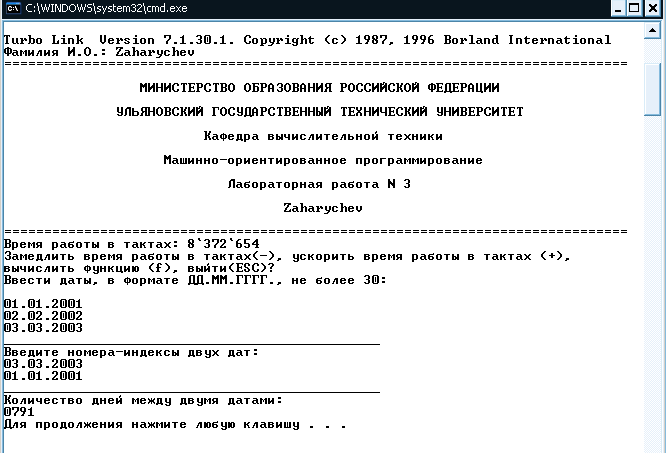 C:\WINDOWS\system32\cmd.exe
Turbo Link  Version 7.1.30.1. Copyright (c) 1987, 1996 Borland International
Фамилия И.О.: Zaharychev
==============================================================================
МИНИСТЕРСТВО ОБРАЗОВАНИЯ РОССИЙСКОЙ ФЕДЕРАЦИИ
УЛЬЯНОВСКИЙ ГОСУДАРСТВЕННЫЙ ТЕХНИЧЕСКИЙ УНИВЕРСИТЕТ
Кафедра вычислительной техники
Машинно-ориентированное программирование
Лабораторная работа N 3
Zaharychev
==============================================================================
Время работы в тактах: 8`372`654
Замедлить время работы в тактах(-), ускорить время работы в тактах (+),
вычислить функцию (f), выйти(ESC)?
Ввести даты, в формате ДД.ММ.ГГГГ., не более 30:
01.01.2001
02.02.2002
03.03.2003
_______________________________________________
Введите номера-индексы двух дат:
03.03.2003
01.01.2001
_______________________________________________
Количество дней между двумя датами:
0791
Для продолжения нажмите любую клавишу . . .